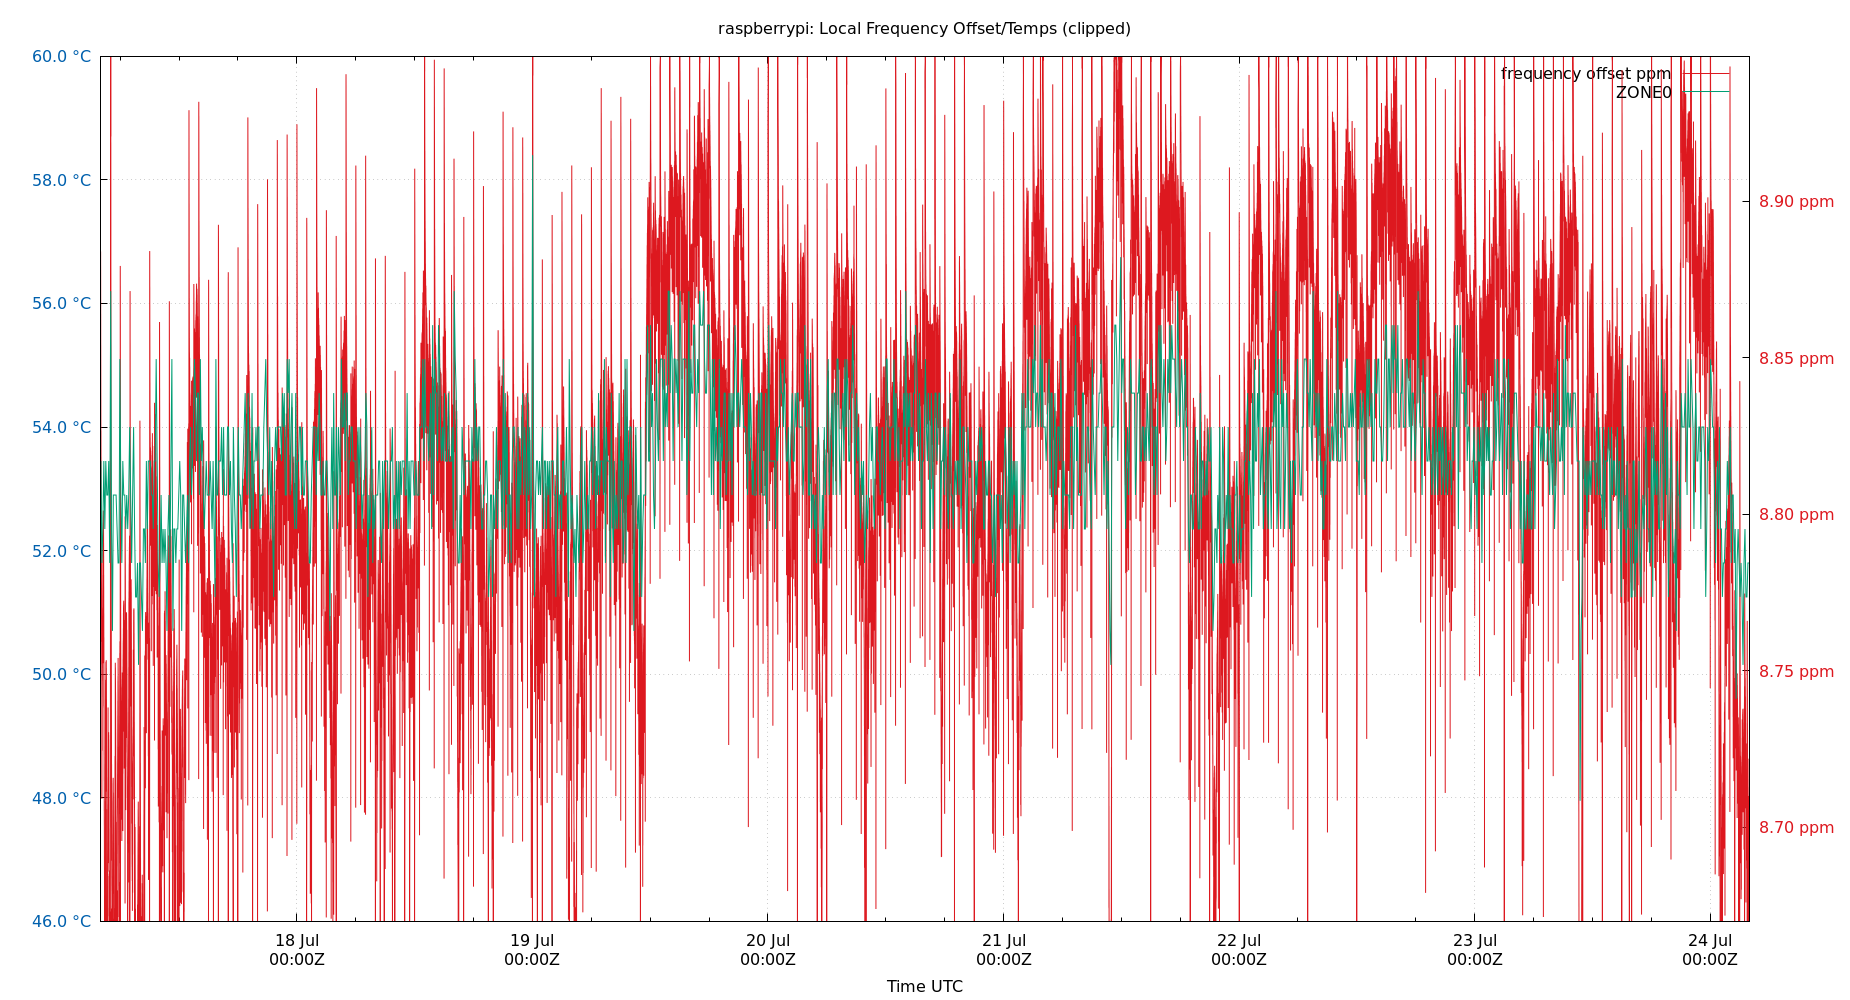 raspberrypi: Local Frequency Offset/Temps (clipped)
60.0 °C
58.0 °C
56.0 °C
54.0 °C
52.0 °C
50.0 °C
48.0 °C
46.0 °C
frequency offset ppm
ZONE0
8.90 ppm
8.85 ppm
8.80 ppm
8.75 ppm
8.70 ppm
18 Jul
00:00Z
19 Jul
00:00Z
20 Jul
00:00Z
21 Jul
00:00Z
22 Jul
00:00Z
23 Jul
00:00Z
24 Jul
00:00Z
Time UTC